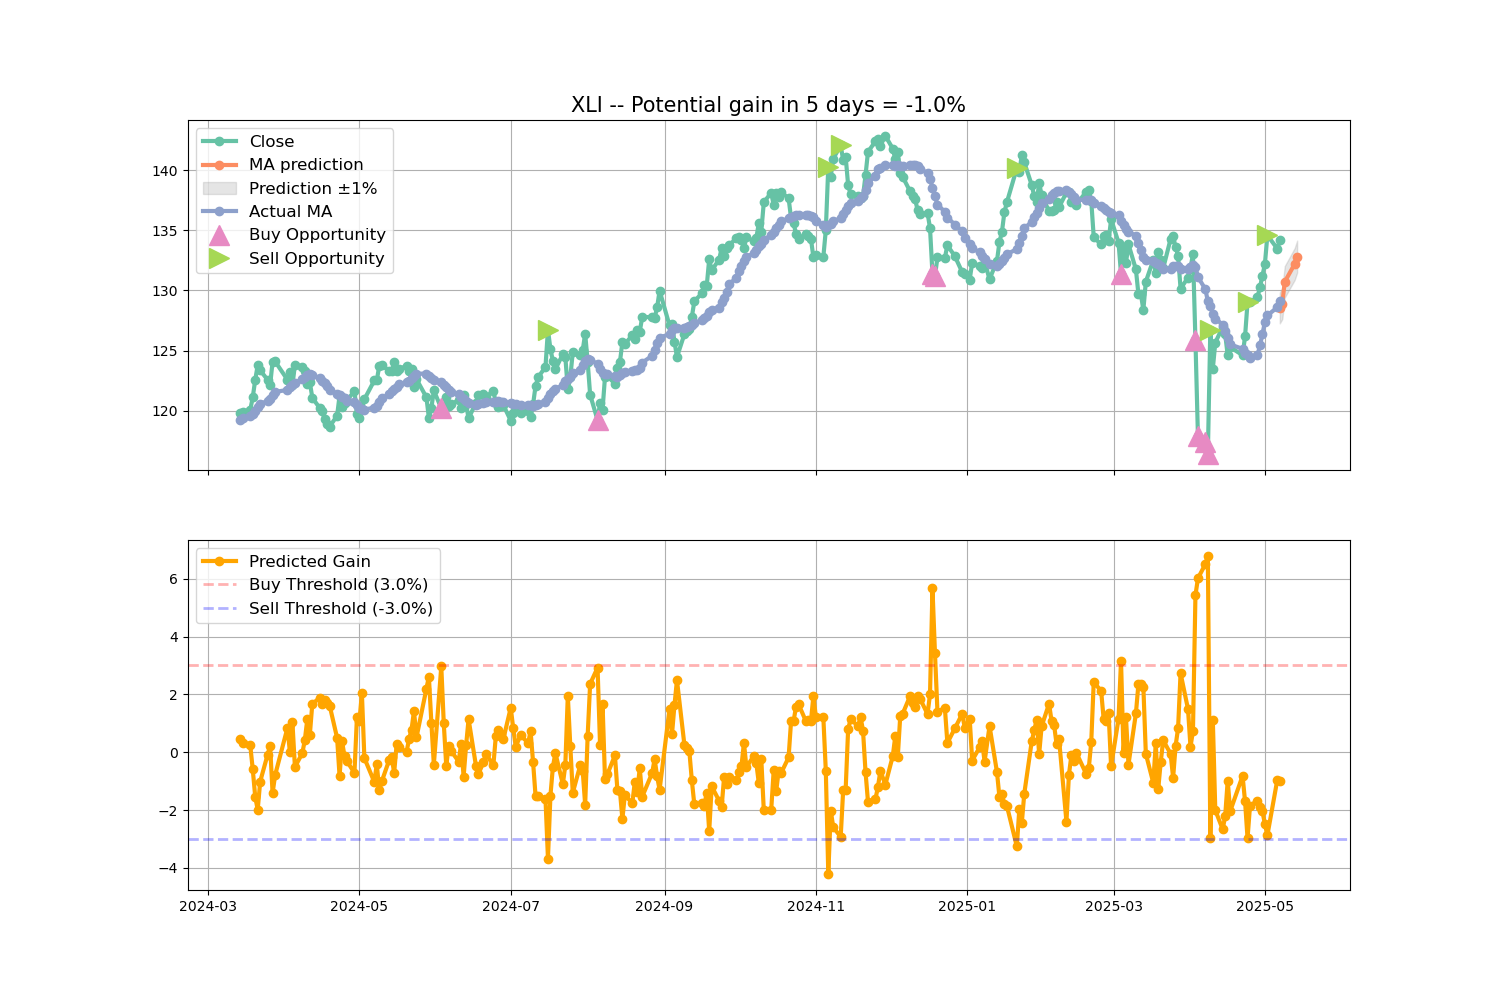 XLI -- Potential gain in 5 days = -1.0%
Close
MA prediction
Prediction ±1%
Actual MA
Buy Opportunity
Sell Opportunity
140
135
130
125
120
Predicted Gain
Buy Threshold (3.0%)
Sell Threshold (-3.0%)
6
4
2
0
−2
−4
2024-03
2024-05
2024-07
2024-09
2024-11
2025-01
2025-03
2025-05